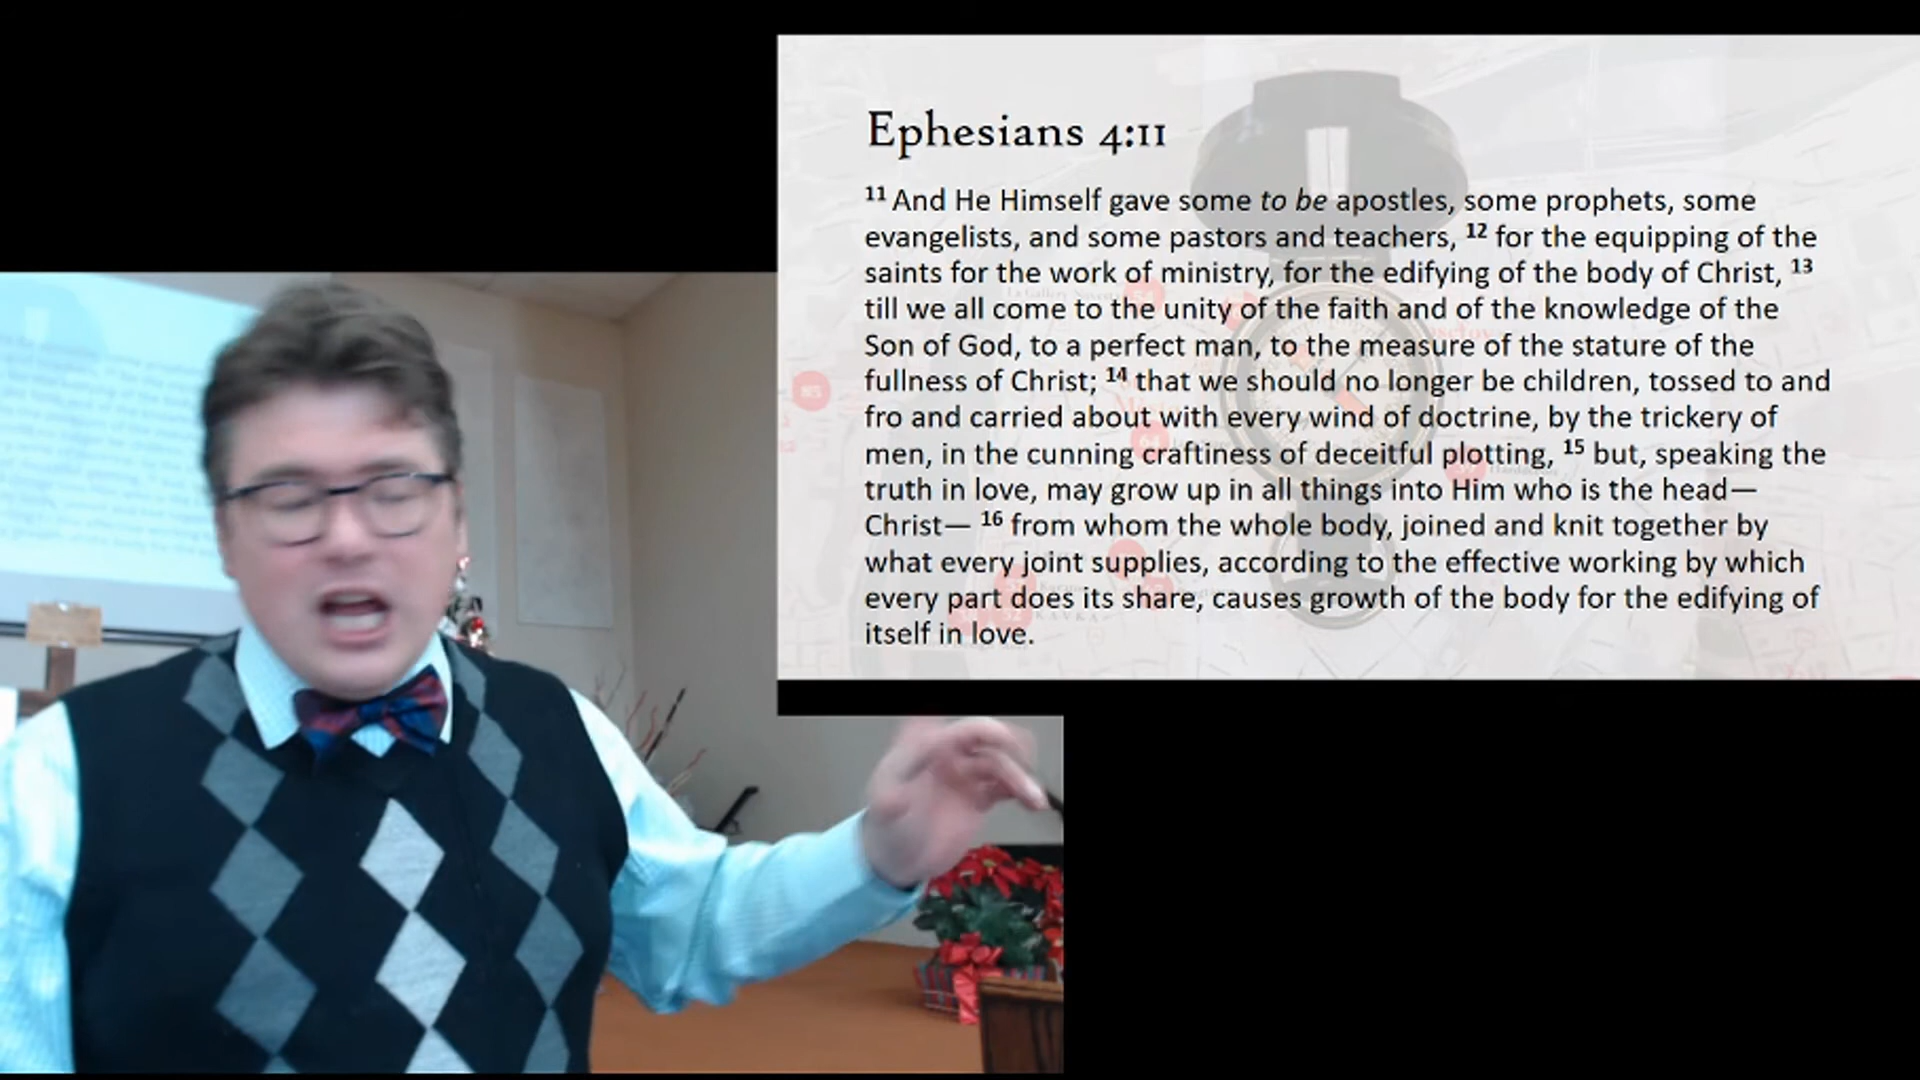 Ephesians 4:11
11 And He Himself gave some to be apostles, some prophets, some
evangelists, and some pastors and teachers, 12 for the equipping of the
saints for the work of ministry, for the edifying of the body of Christ, 13
till we all come to the unity of the faith and of the knowledge of the
Son of God, to a perfect man, to the measure of the stature of the
fullness of Christ; 14 that we should no longer be children, tossed to and
fro and carried about with every wind of doctrine, by the trickery of
men, in the cunning craftiness of deceitful plotting, 15 but, speaking the
truth in love, may grow up in all things into Him who is the head—
Christ— 16 from whom the whole body, joined and knit together by
what every joint supplies, according to the effective working by which
every part does its share, causes growth of the body for the edifying of
itself in love.